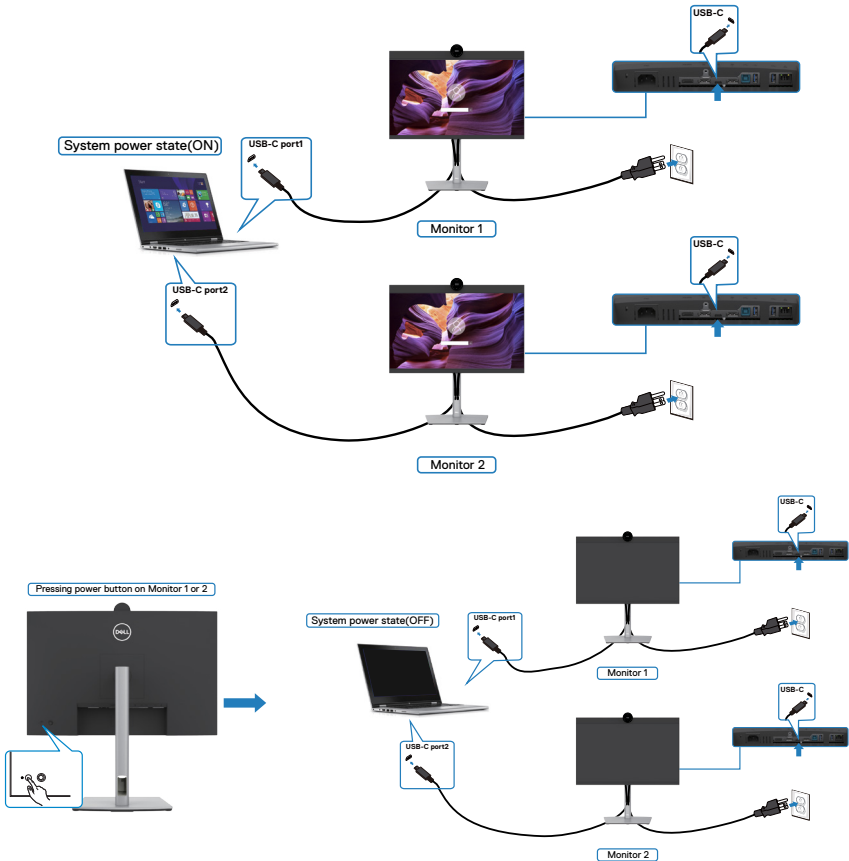 USB-C
System power state(ON)
USB-C port1
Monitor 1
USB-C port2
USB-C
Monitor 2
USB-C
Pressing power button on Monitor 1 or 2
DELL
System power state(OFF)
USB-C port1
Monitor 1
USB-C port2
USB-C
Monitor 2